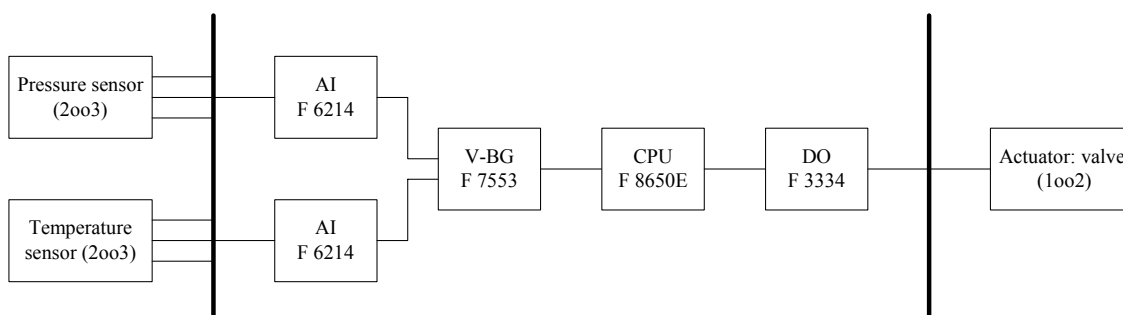 Pressure sensor
(2oo3)
AI
F 6214
V-BG
F 7553
CPU
F 8650E
DO
F 3334
Actuator: valve
(1oo2)
Temperature
sensor (2oo3)
AI
F 6214